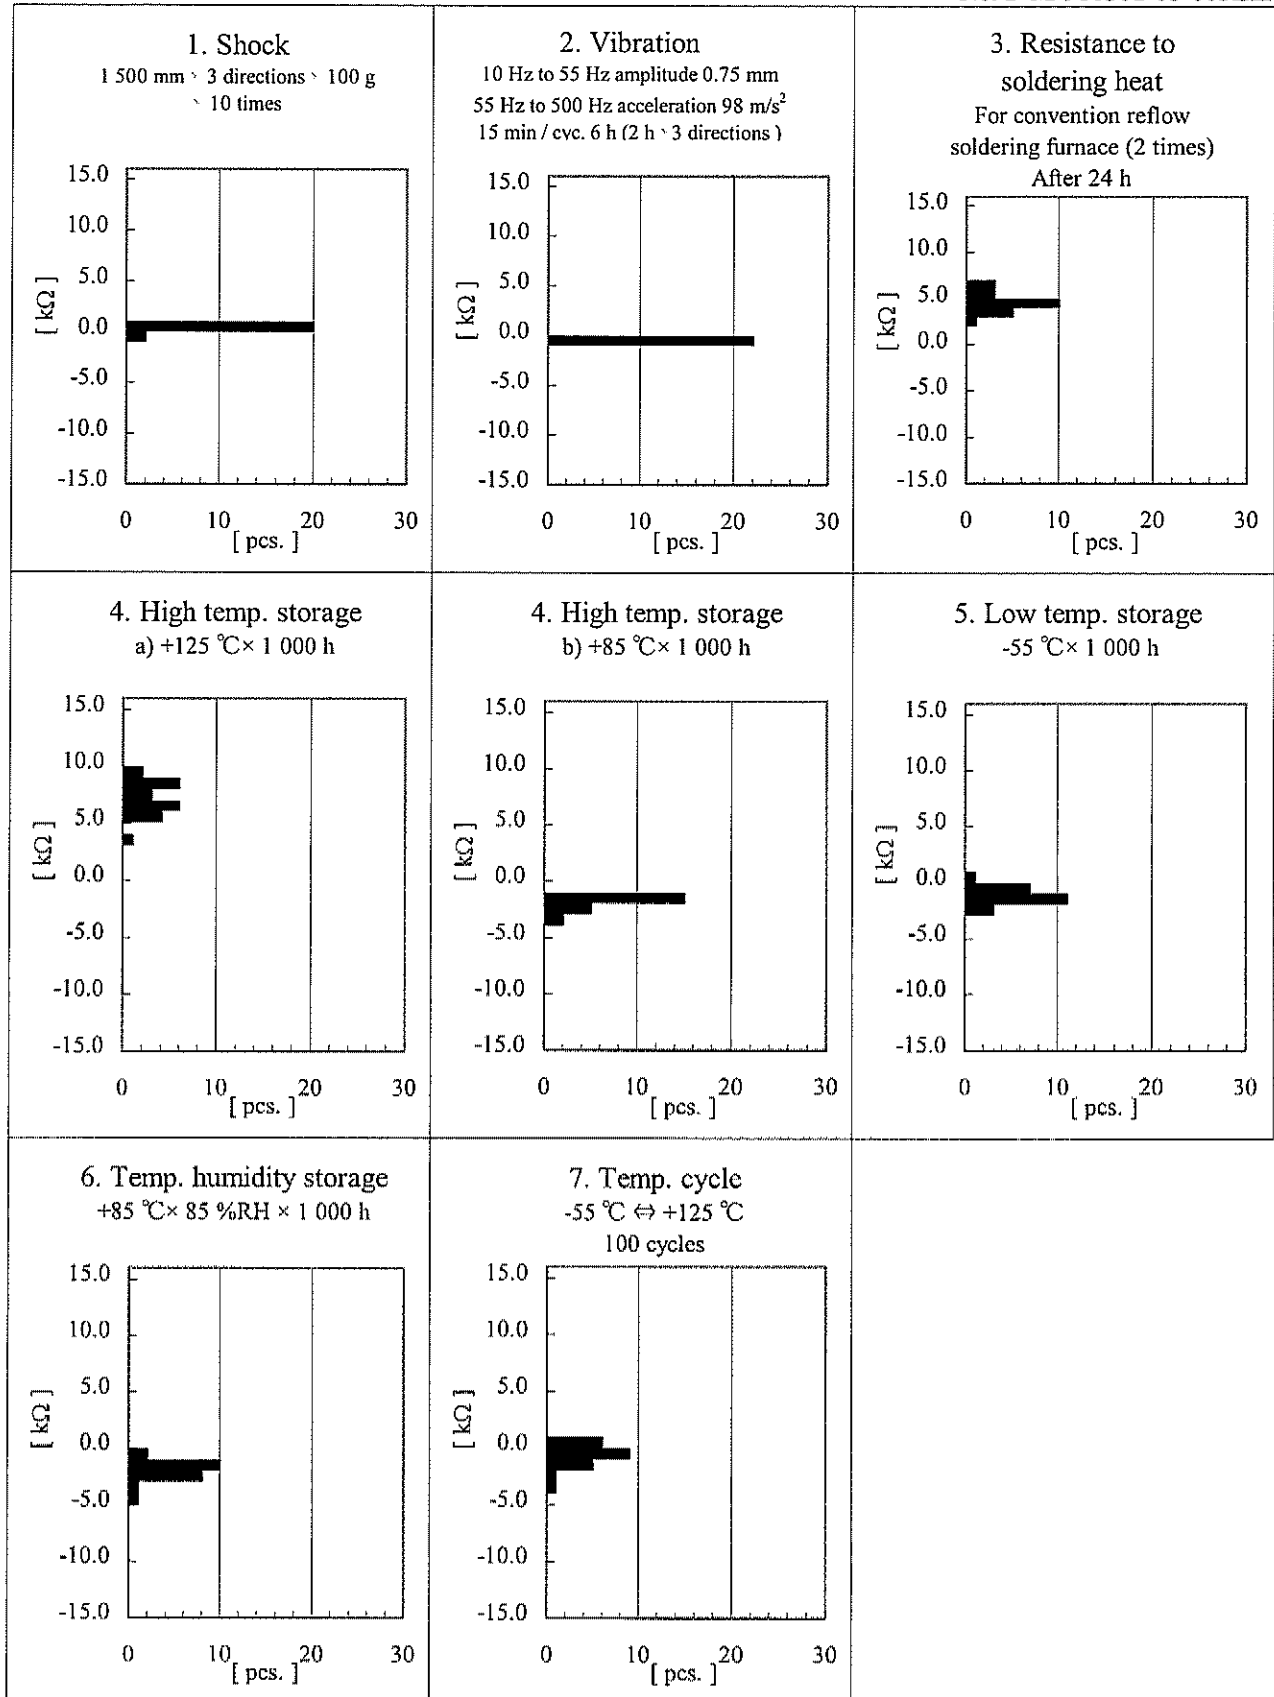 1. Shock
1 500 mm、3 directions、100 g
、10 times
[ kΩ ]
15.0
10.0
5.0
0.0
-5.0
-10.0
-15.0
0 10 20 30
[ pcs. ]
2. Vibration
10 Hz to 55 Hz amplitude 0.75 mm
55 Hz to 500 Hz acceleration 98 m/s²
15 min / cyc. 6 h (2 h、3 directions )
[ kΩ ]
15.0
10.0
5.0
0.0
-5.0
-10.0
-15.0
0 10 20 30
[ pcs. ]
3. Resistance to
soldering heat
For convention reflow
soldering furnace (2 times)
After 24 h
[ kΩ ]
15.0
10.0
5.0
0.0
-5.0
-10.0
-15.0
0 10 20 30
[ pcs. ]
4. High temp. storage
a) +125 ℃× 1 000 h
[ kΩ ]
15.0
10.0
5.0
0.0
-5.0
-10.0
-15.0
0 10 20 30
[ pcs. ]
4. High temp. storage
b) +85 ℃× 1 000 h
[ kΩ ]
15.0
10.0
5.0
0.0
-5.0
-10.0
-15.0
0 10 20 30
[ pcs. ]
5. Low temp. storage
-55 ℃× 1 000 h
[ kΩ ]
15.0
10.0
5.0
0.0
-5.0
-10.0
-15.0
0 10 20 30
[ pcs. ]
6. Temp. humidity storage
+85 ℃× 85 %RH × 1 000 h
[ kΩ ]
15.0
10.0
5.0
0.0
-5.0
-10.0
-15.0
0 10 20 30
[ pcs. ]
7. Temp. cycle
-55 ℃ ⇔ +125 ℃
100 cycles
[ kΩ ]
15.0
10.0
5.0
0.0
-5.0
-10.0
-15.0
0 10 20 30
[ pcs. ]